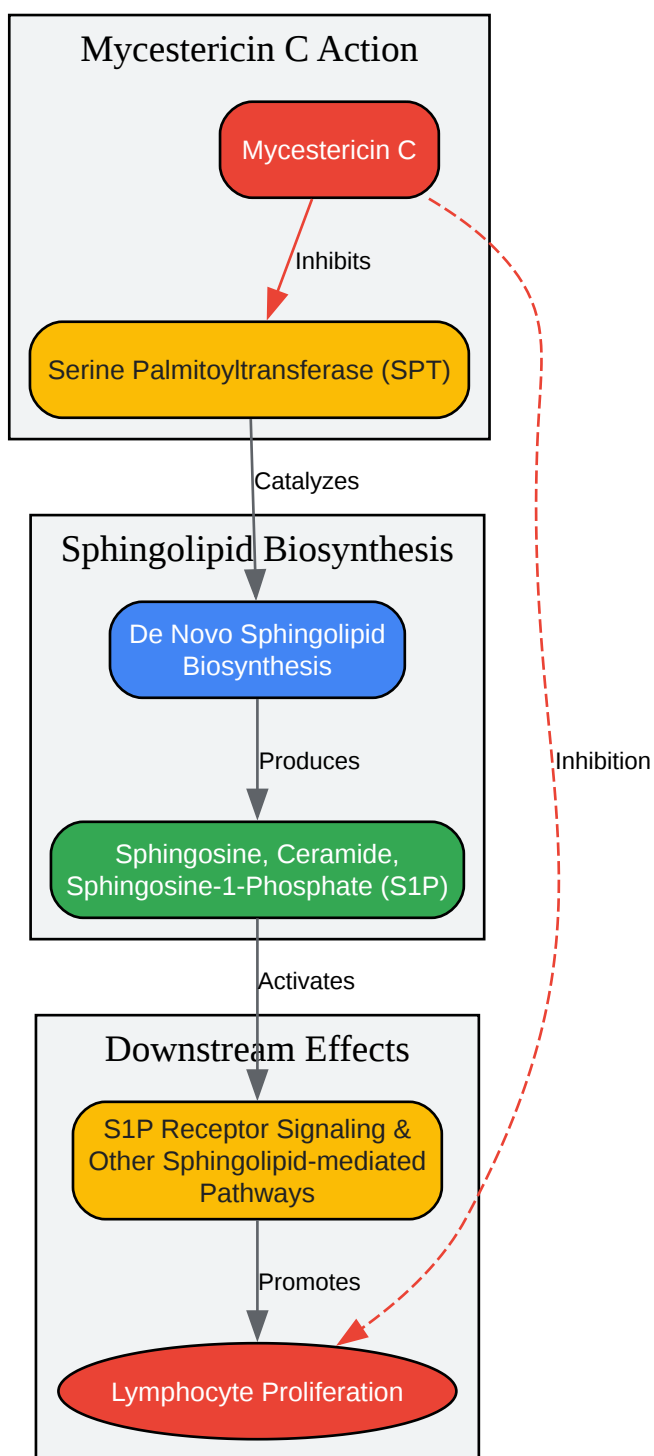 Mycestericin C Action
Mycestericin C
Inhibits
Serine Palmitoyltransferase (SPT)
Catalyzes
Sphingolipid Biosynthesis
De Novo Sphingolipid
Biosynthesis
Produces
Inhibition
Sphingosine, Ceramide,
Sphingosine-1-Phosphate (S1P)
Activates
Downstream Effects
S1P Receptor Signaling &
Other Sphingolipid-mediated
Pathways
Promotes
Lymphocyte Proliferation